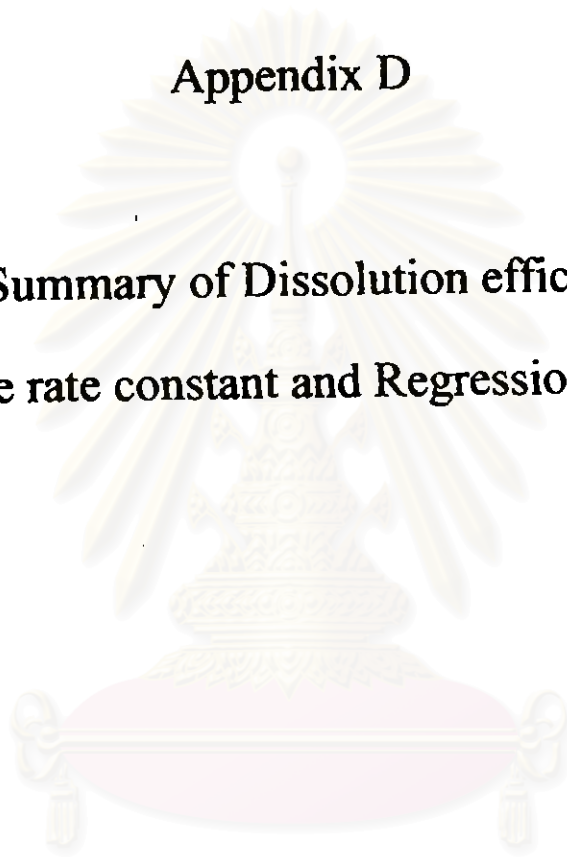 Appendix D
Summary of Dissolution effic
e rate constant and Regressio